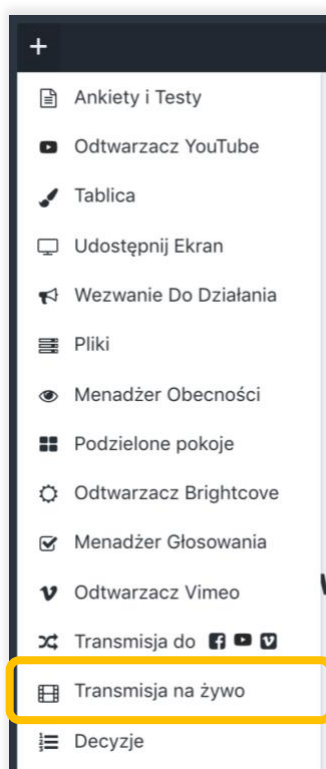 +
Ankiety i Testy
Odtwarzacz YouTube
Tablica
Udostępnij Ekran
Wezwanie Do Działania
Pliki
Menadżer Obecności
Podzielone pokoje
Odtwarzacz Brightcove
Menadżer Głosowania
Odtwarzacz Vimeo
Transmisja do
Transmisja na żywo
Decyzje